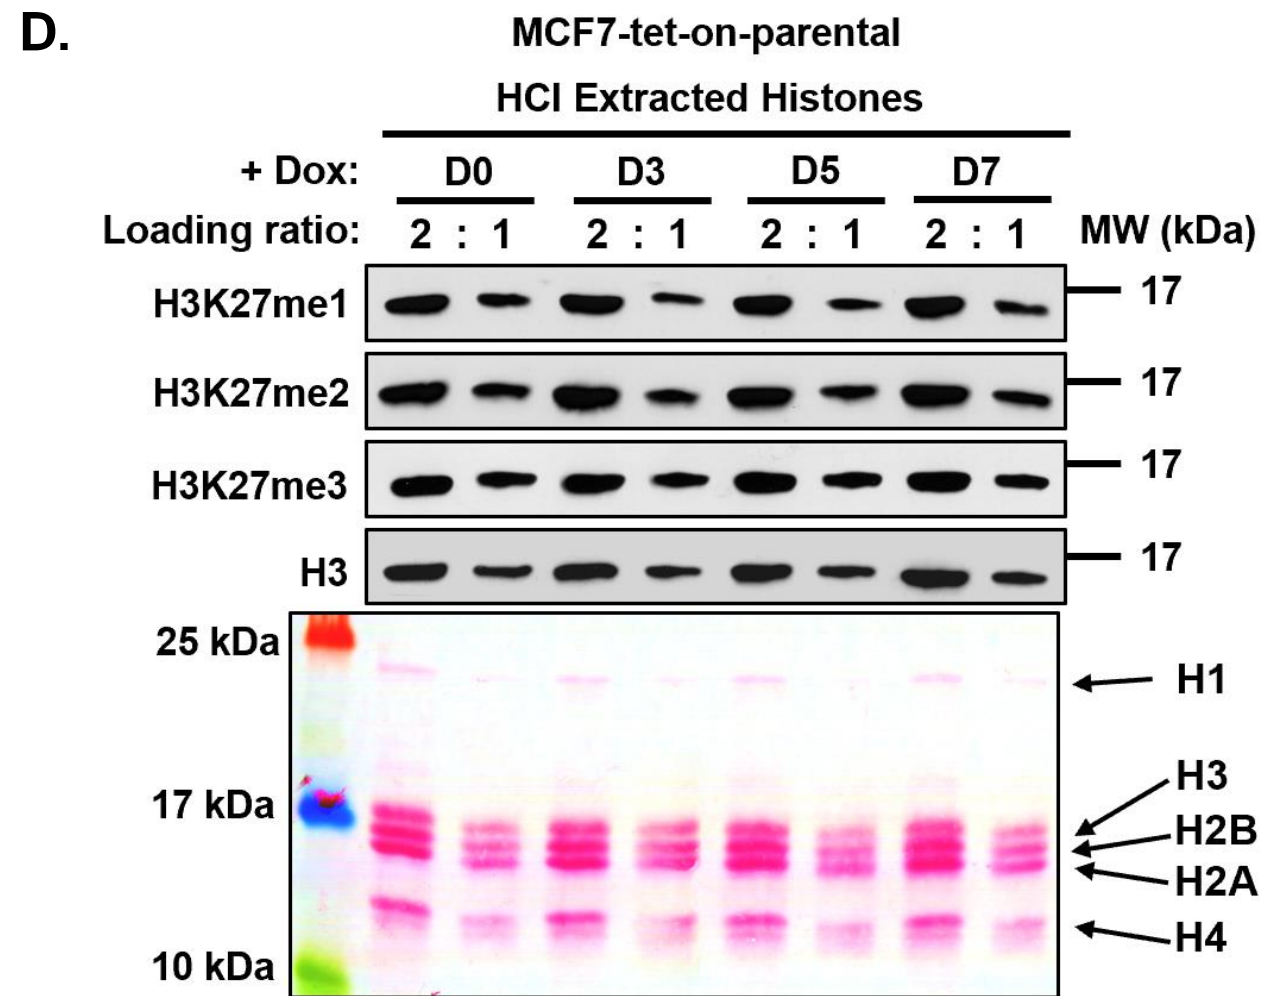 D.
MCF7-tet-on-parental
HCl Extracted Histones
+ Dox: D0 D3 D5 D7
Loading ratio: 2 : 1 2 : 1 2 : 1 2 : 1 MW (kDa)
H3K27me1 17
H3K27me2 17
H3K27me3 17
H3 17
25 kDa
H1
H3
17 kDa
H2B
H2A
H4
10 kDa